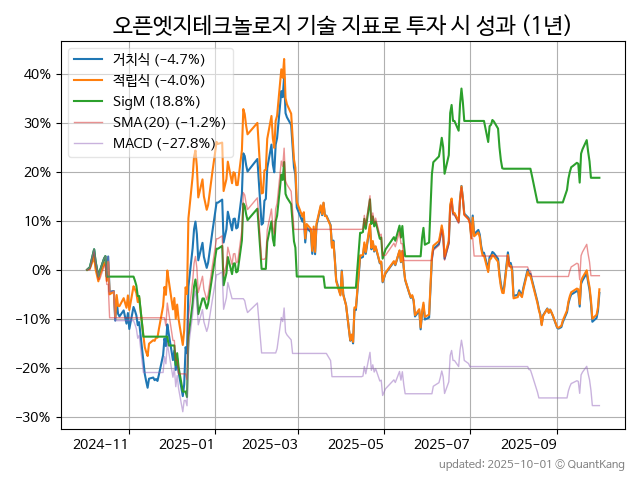 오픈엣지테크놀로지 기술 지표로 투자 시 성과 (1년)
거치식 (−4.7%)
적립식 (−4.0%)
SigM (18.8%)
SMA(20) (−1.2%)
MACD (−27.8%)
40%
30%
20%
10%
0%
−10%
−20%
−30%
2024-11
2025-01
2025-03
2025-05
2025-07
2025-09
updated: 2025-10-01 © QuantKang